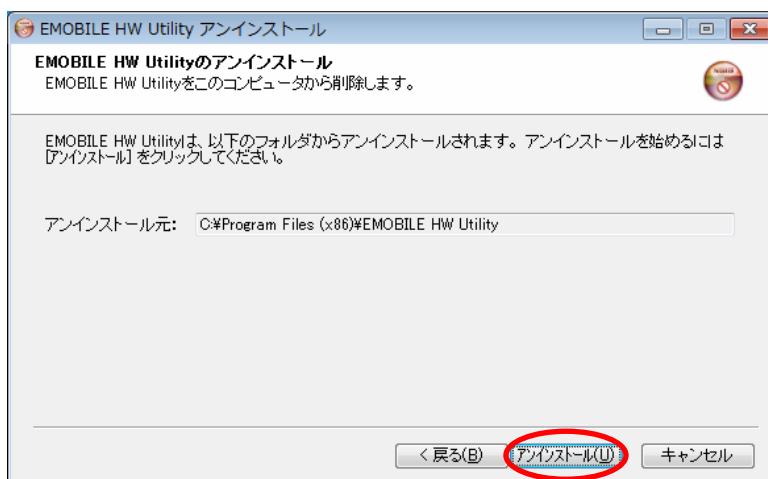 EMOBILE HW Utility アンインストール
EMOBILE HW Utilityのアンインストール
EMOBILE HW Utilityをこのコンピュータから削除します。
EMOBILE HW Utilityは、以下のフォルダからアンインストールされます。アンインストールを始めるには
[アンインストール] をクリックしてください。
アンインストール元: C:¥Program Files (x86)¥EMOBILE HW Utility
< 戻る(B) アンインストール(U) キャンセル